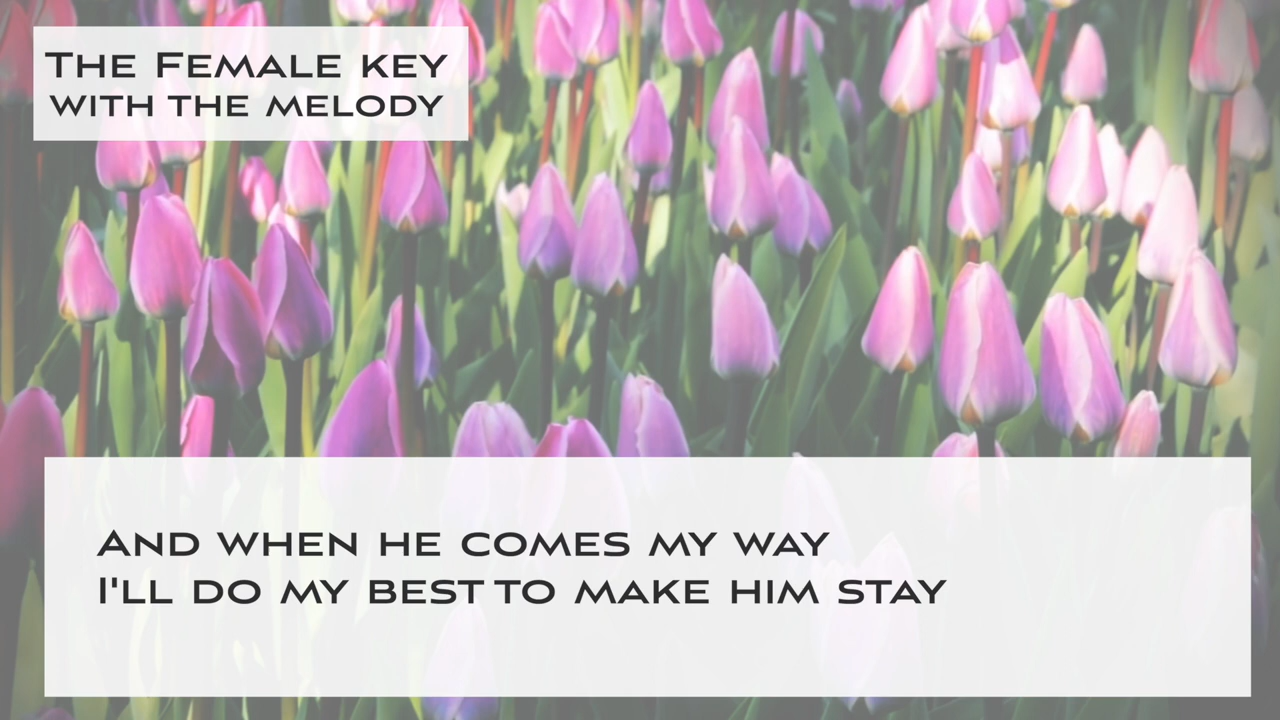 The Female key
with the melody
And when he comes my way
I'll do my best to make him stay